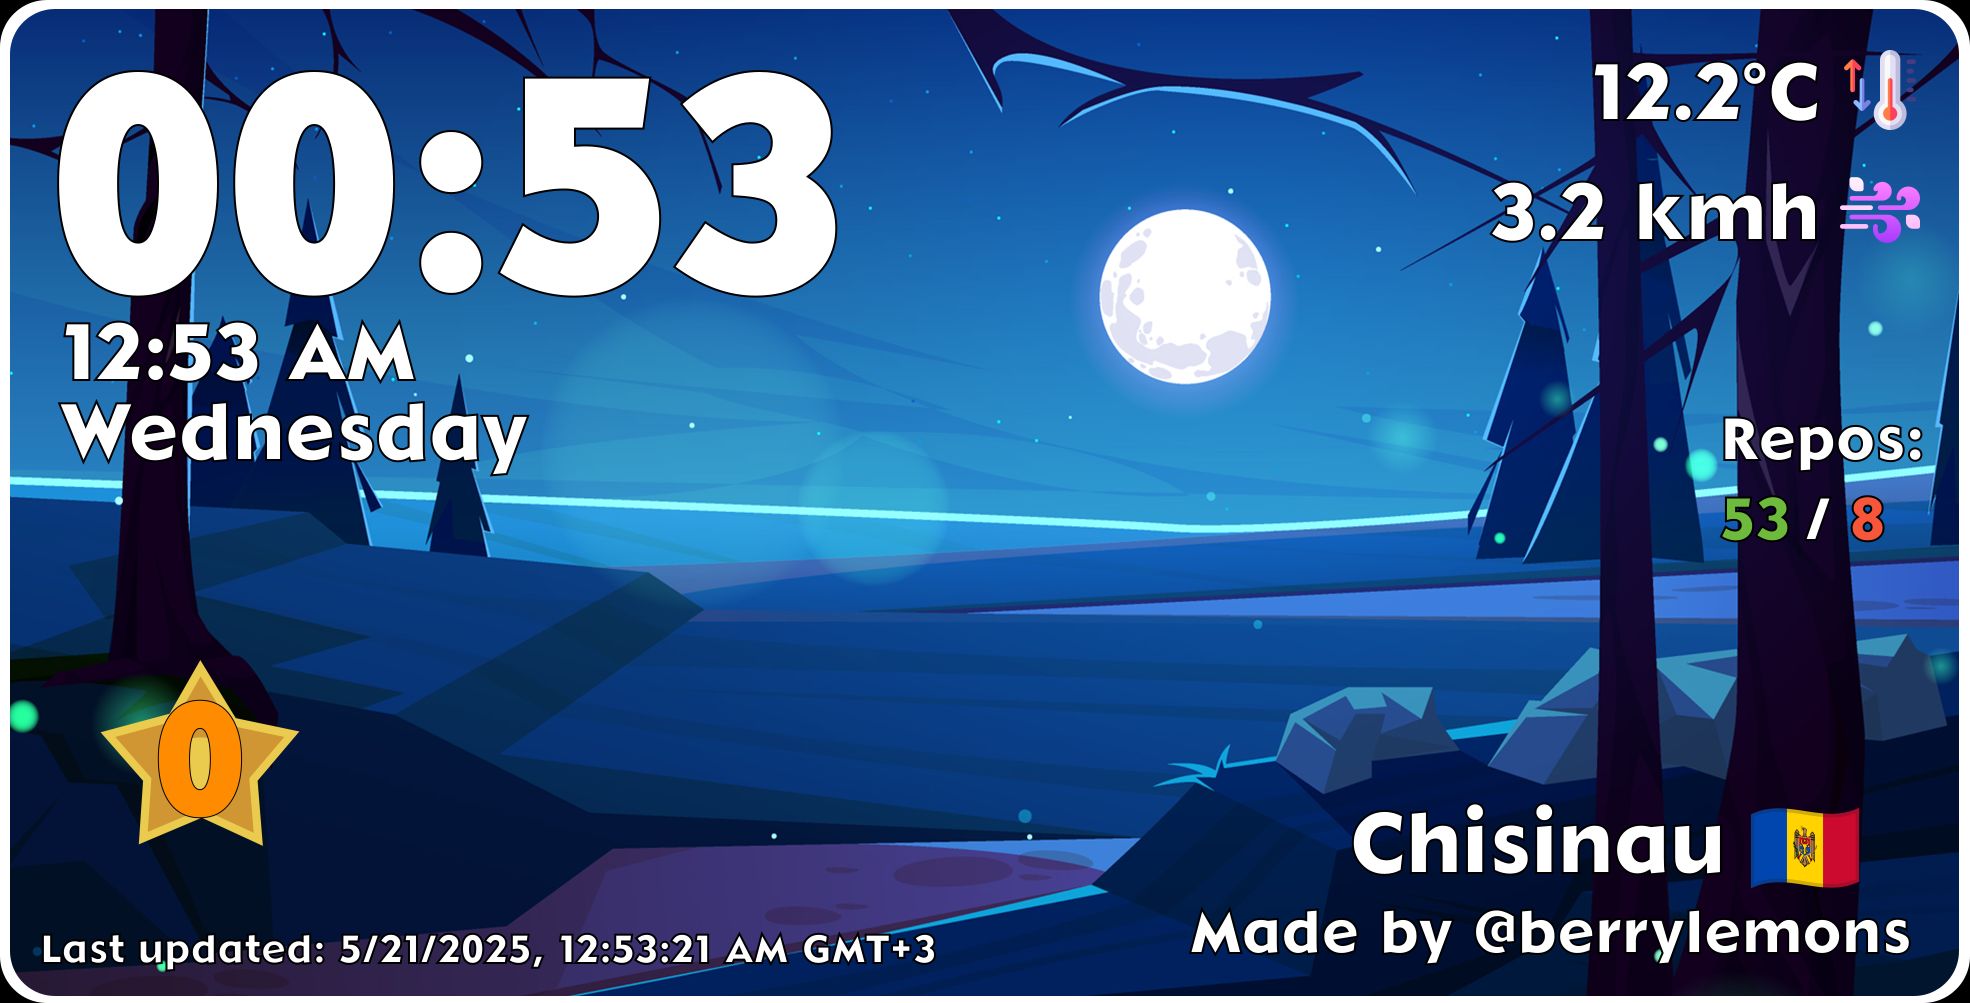 00:53
12:53 AM
Wednesday
12.2°C
3.2 kmh
Repos:
53 / 8
0
Chisinau
Made by @berrylemons
Last updated: 5/21/2025, 12:53:21 AM GMT+3